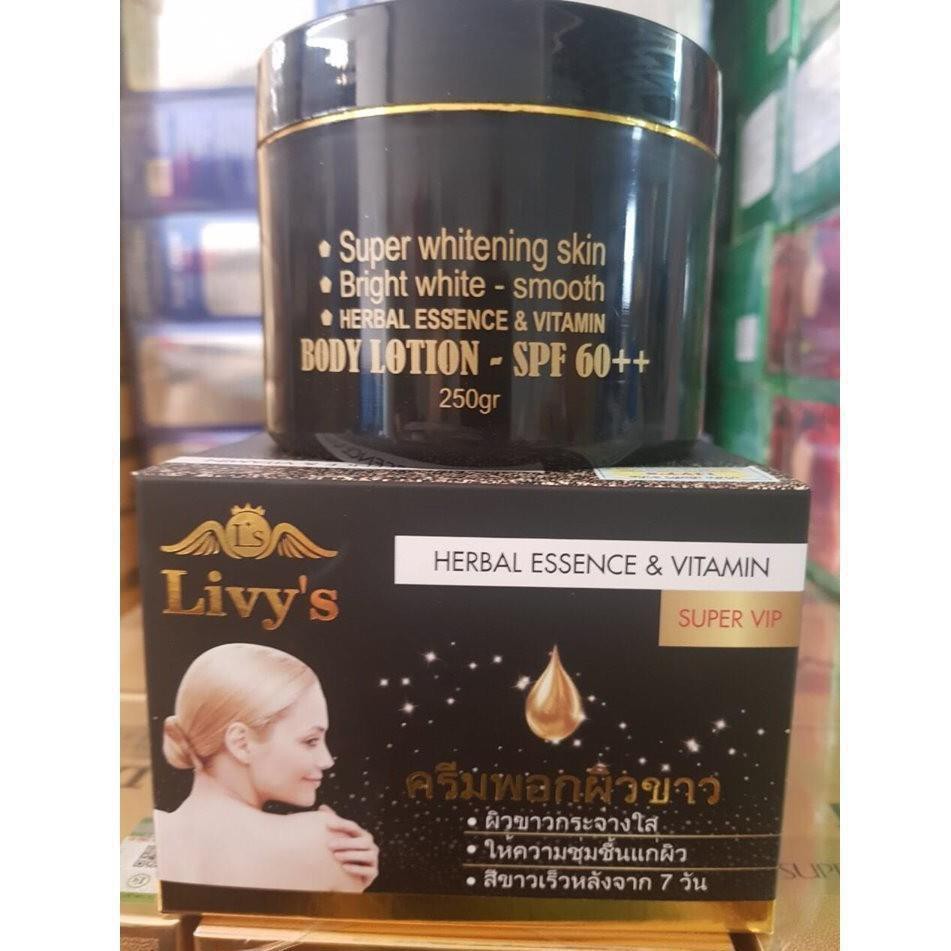 Super whitening skin
Bright white - smooth
HERBAL ESSENCE & VITAMIN
BODY LOTION - SPF 60++
250gr
L's
Livy's
HERBAL ESSENCE & VITAMIN
SUPER VIP
ครีมพอกผิวขาว
• ผิวขาวกระจางใส
• ให้ความชุมชื้นแกผิว
• สีขาวเร็วหลังจาก 7 วัน